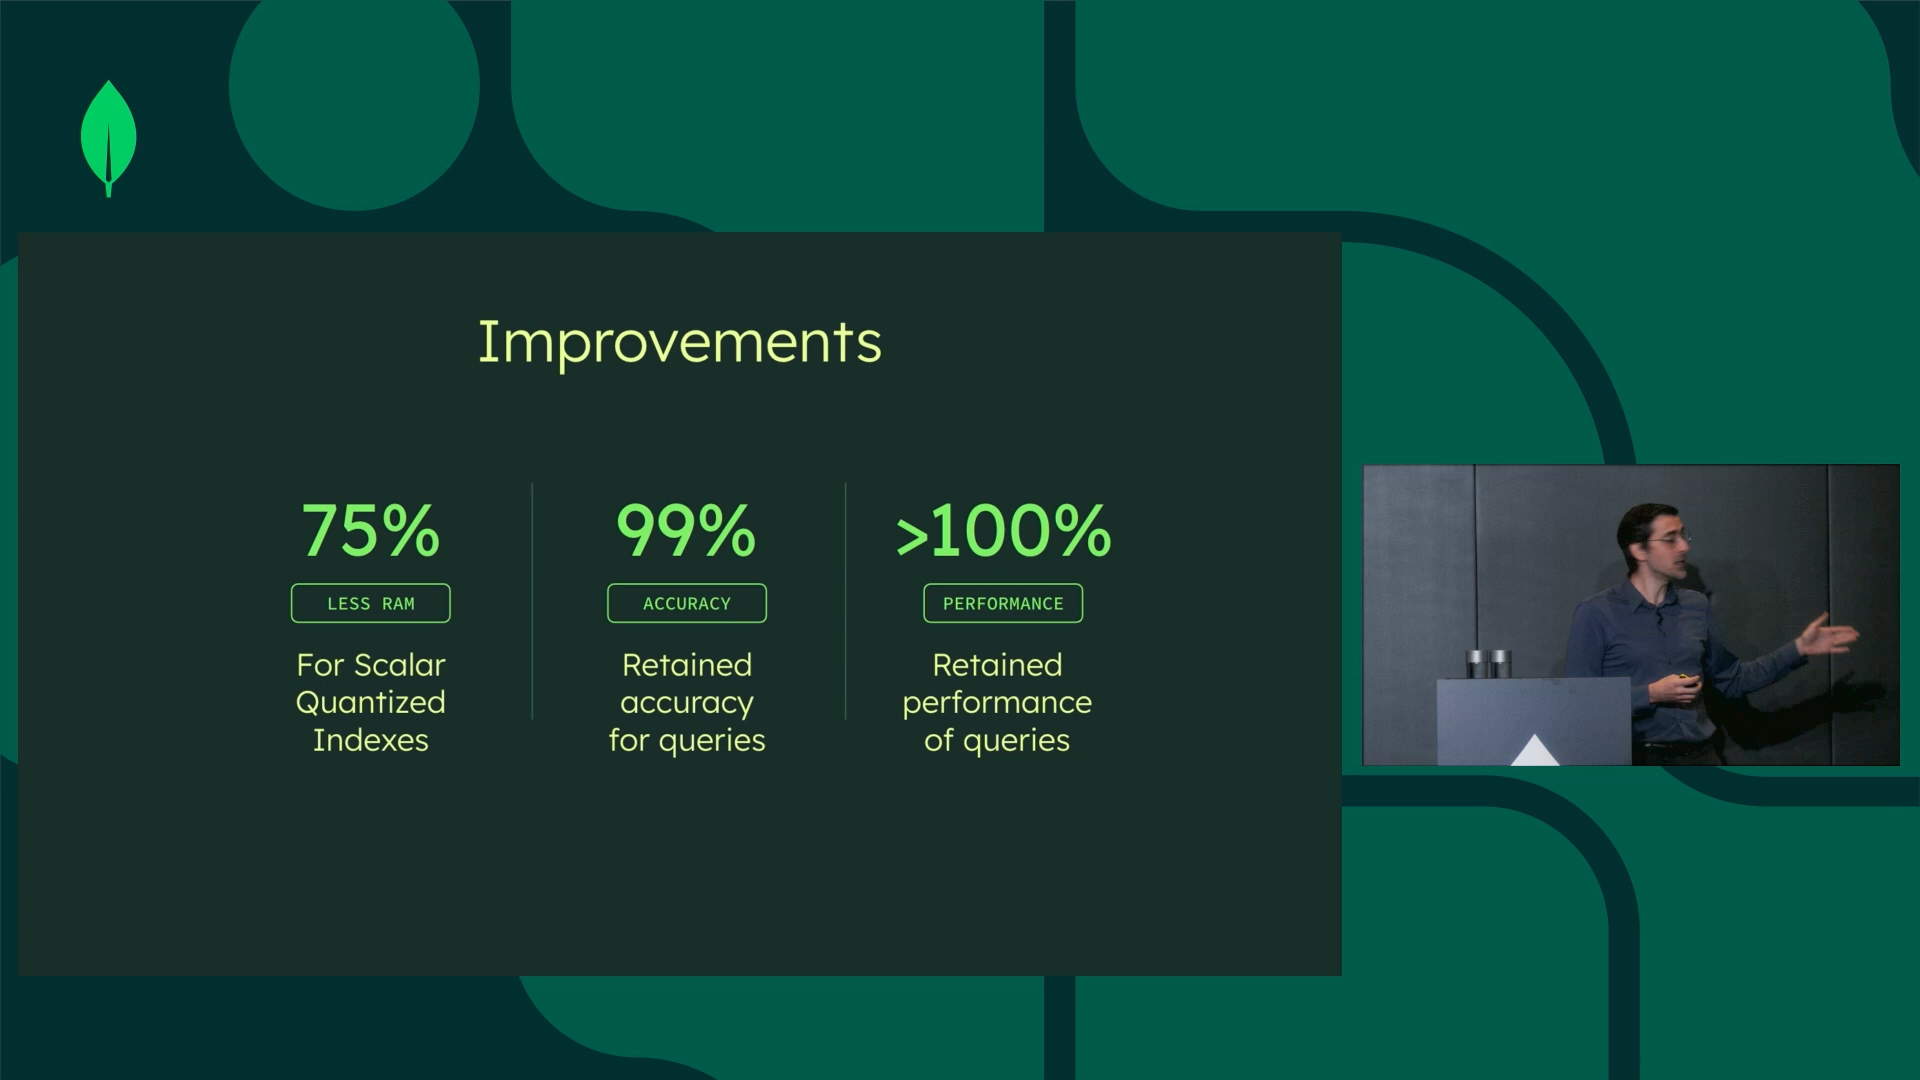 Improvements
75%
LESS RAM
For Scalar
Quantized
Indexes
99%
ACCURACY
Retained
accuracy
for queries
>100%
PERFORMANCE
Retained
performance
of queries